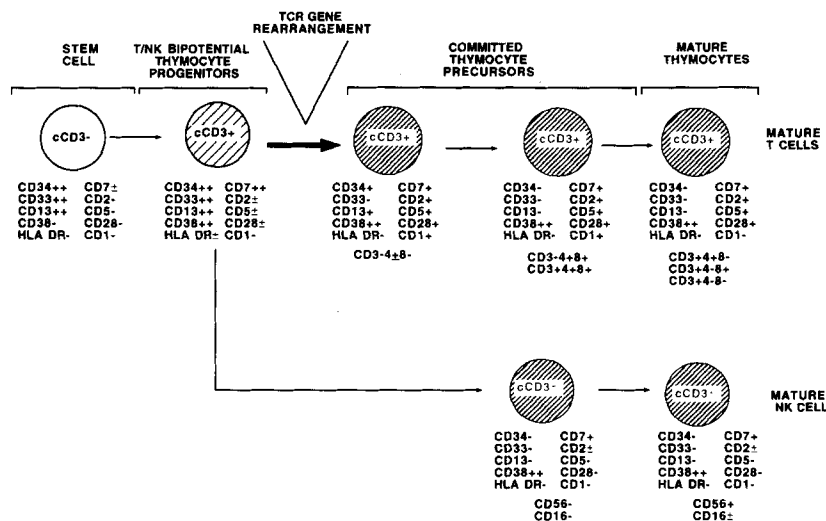 TCR GENE
REARRANGEMENT
STEM
CELL
T/NK BIPOTENTIAL
THYMOCYTE
PROGENITORS
COMMITTED
THYMOCYTE
PRECURSORS
MATURE
THYMOCYTES
cCD3-
cCD3+
cCD3+
cCD3+
cCD3+
MATURE
T CELLS
CD34++ CD7±
CD33++ CD2-
CD13++ CD5-
CD38- CD28-
HLA DR- CD1-
CD34++ CD7++
CD33++ CD2±
CD13++ CD5±
CD38++ CD28±
HLA DR± CD1-
CD34+ CD7+
CD33- CD2+
CD13+ CD5+
CD38++ CD28+
HLA DR- CD1+
CD3-4±8-
CD34- CD7+
CD33- CD2+
CD13- CD5+
CD38++ CD28+
HLA DR- CD1+
CD3-4+8+
CD3+4+8+
CD34- CD7+
CD33- CD2+
CD13- CD5+
CD38++ CD28+
HLA DR- CD1-
CD3+4+8-
CD3+4-8+
CD3+4-8-
cCD3-
cCD3-
MATURE
NK CELL
CD34- CD7+
CD33- CD2±
CD13- CD5-
CD38++ CD28-
HLA DR- CD1-
CD56-
CD16-
CD34- CD7+
CD33- CD2±
CD13- CD5-
CD38++ CD28-
HLA DR- CD1-
CD56+
CD16±